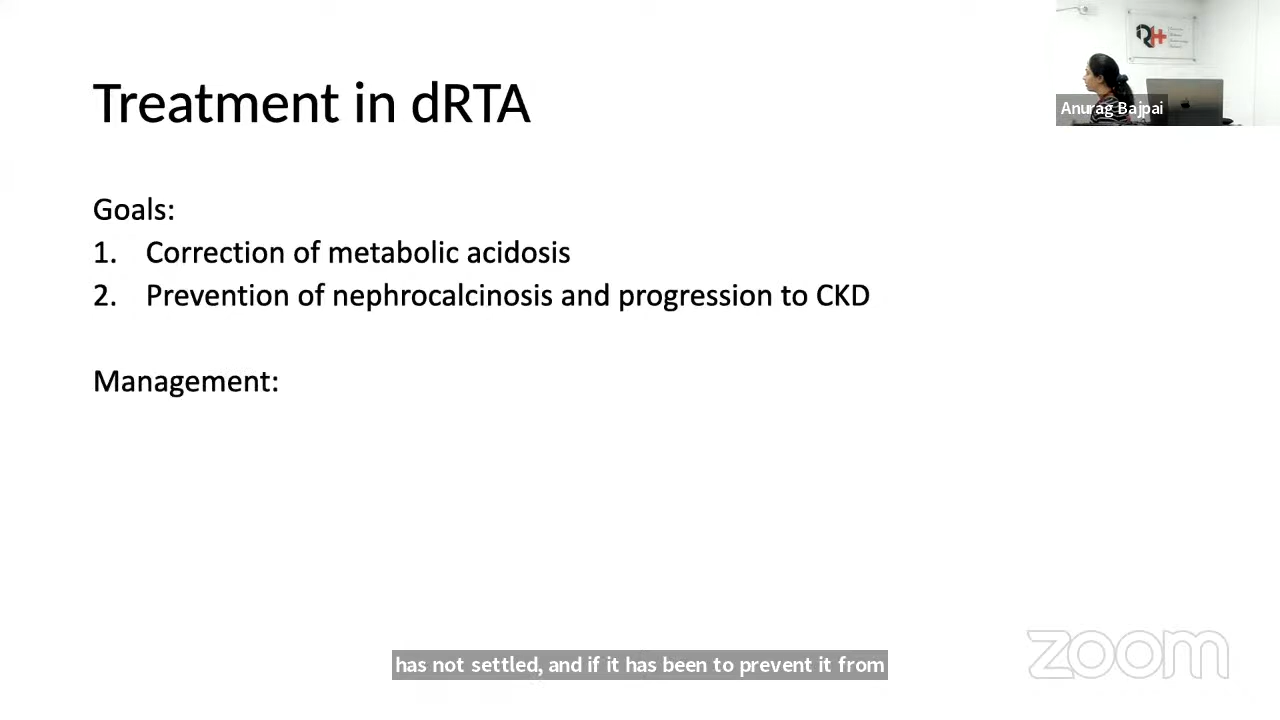 Treatment in dRTA
Anurag Bajpai
Goals:
1. Correction of metabolic acidosis
2. Prevention of nephrocalcinosis and progression to CKD
Management:
has not settled, and if it has been to prevent it from
zoom